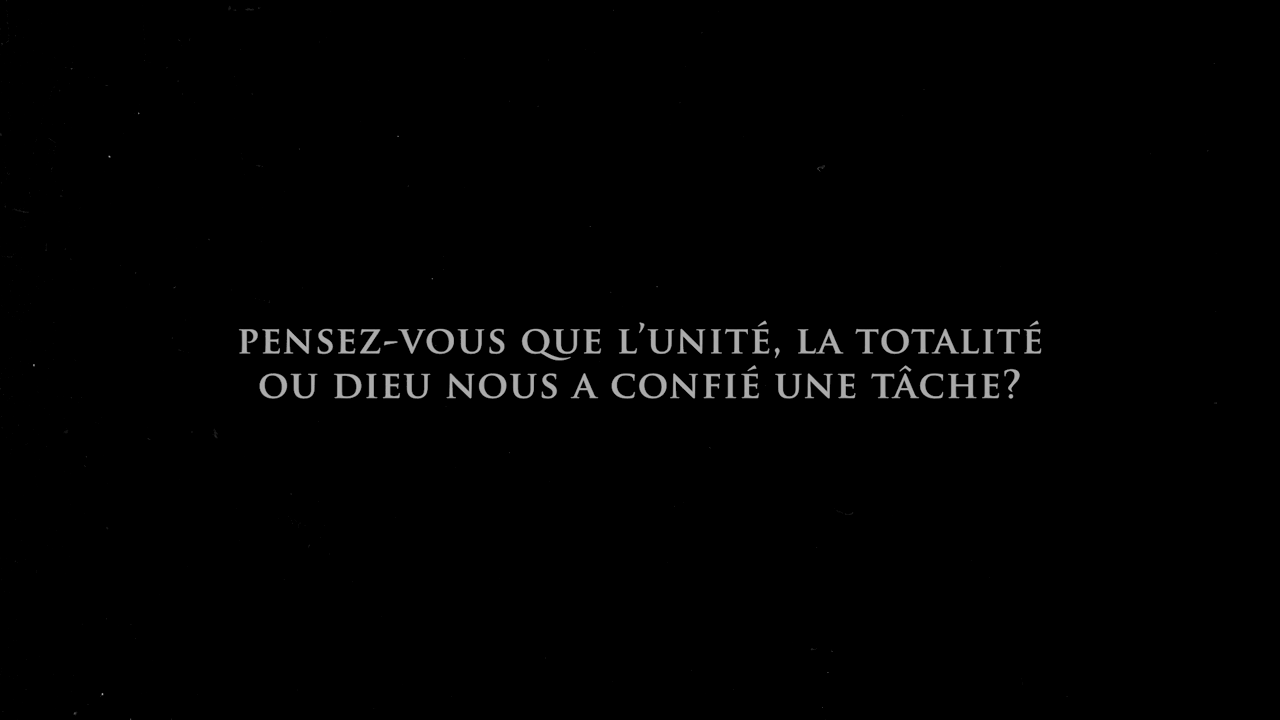 PENSEZ-VOUS QUE L’UNITÉ, LA TOTALITÉ
OU DIEU NOUS A CONFIÉ UNE TÂCHE?